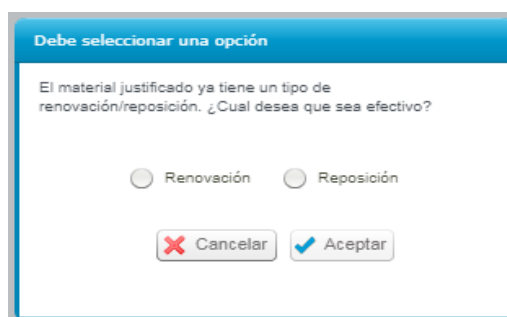 Debe seleccionar una opción
El material justificado ya tiene un tipo de
renovación/reposición. ¿Cual desea que sea efectivo?
Renovación Reposición
Cancelar Aceptar